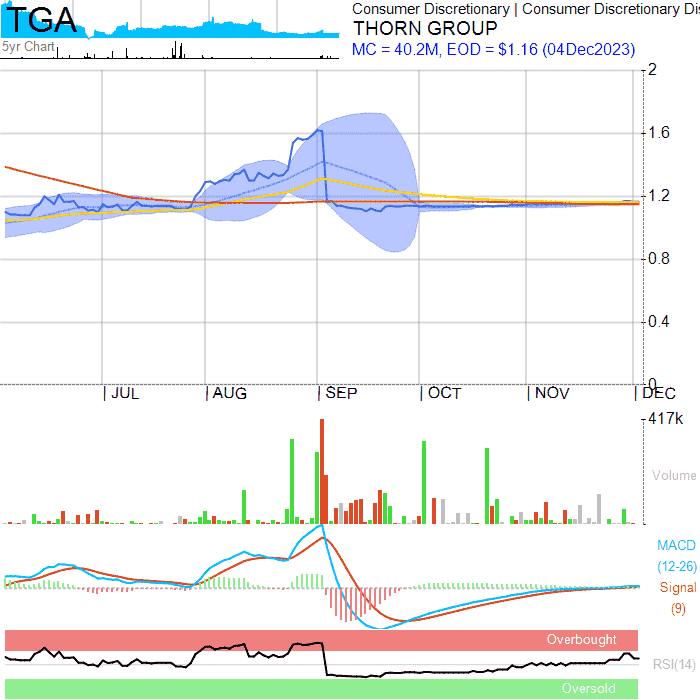 TGA
5yr Chart
Consumer Discretionary | Consumer Discretionary Dis
THORN GROUP
MC = 40.2M, EOD = $1.16 (04Dec2023)
2
1.6
1.2
0.8
0.4
0
| JUL | AUG | SEP | OCT | NOV | DEC
417k
Volume
MACD
(12-26)
Signal
(9)
Overbought
RSI(14)
Oversold